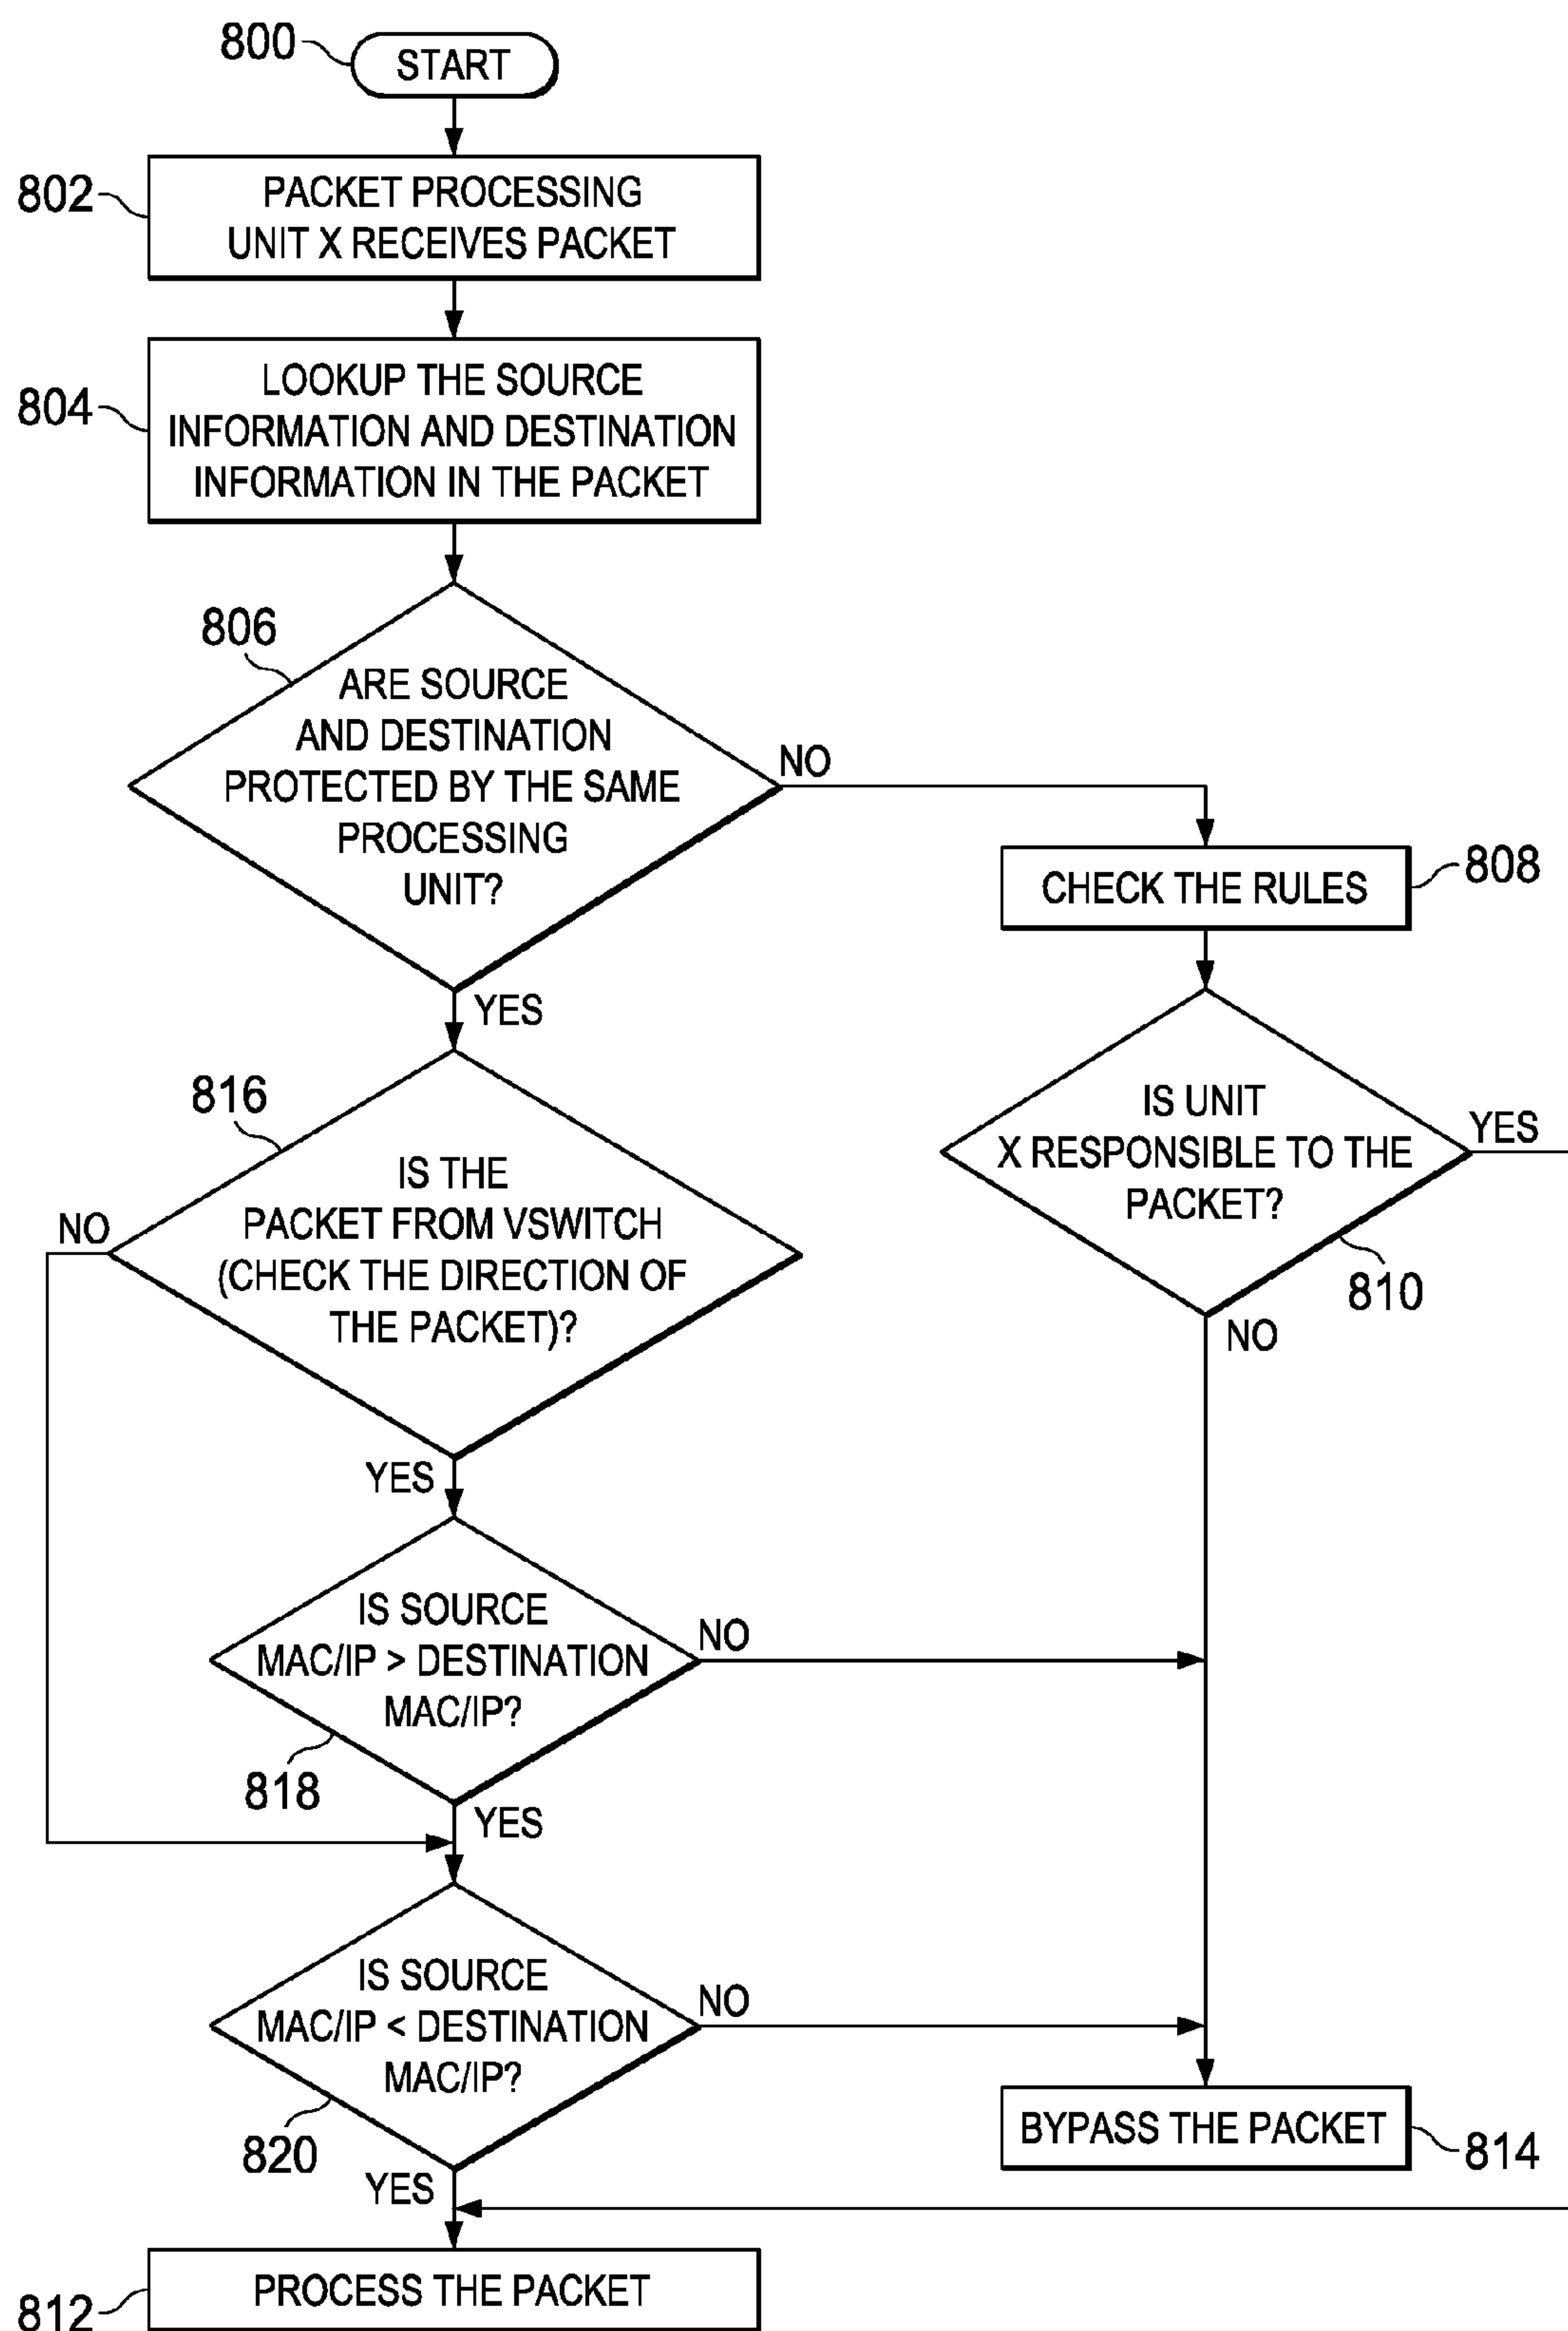 800
START
802
PACKET PROCESSING
UNIT X RECEIVES PACKET
804
LOOKUP THE SOURCE
INFORMATION AND DESTINATION
INFORMATION IN THE PACKET
806
ARE SOURCE
AND DESTINATION
PROTECTED BY THE SAME
PROCESSING
UNIT?
NO
YES
CHECK THE RULES
808
IS UNIT
X RESPONSIBLE TO THE
PACKET?
YES
810
NO
816
IS THE
PACKET FROM VSWITCH
(CHECK THE DIRECTION OF
THE PACKET)?
NO
YES
IS SOURCE
MAC/IP > DESTINATION
MAC/IP?
NO
818
YES
IS SOURCE
MAC/IP < DESTINATION
MAC/IP?
NO
820
YES
BYPASS THE PACKET
814
PROCESS THE PACKET
812